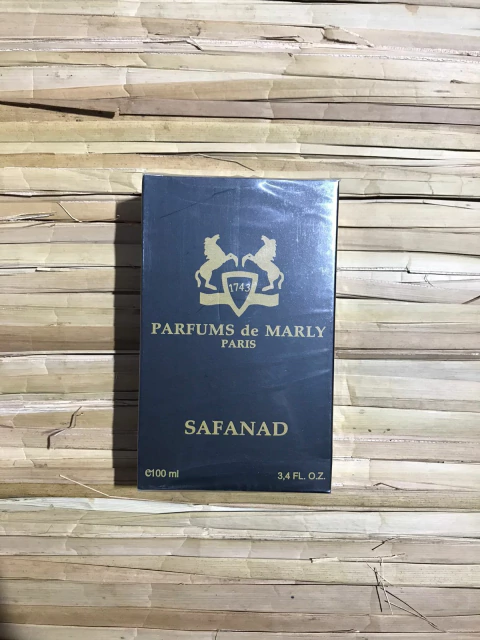 1743
PARFUMS de MARLY
PARIS
SAFANAD
℮100 ml
3,4 FL. O.Z.